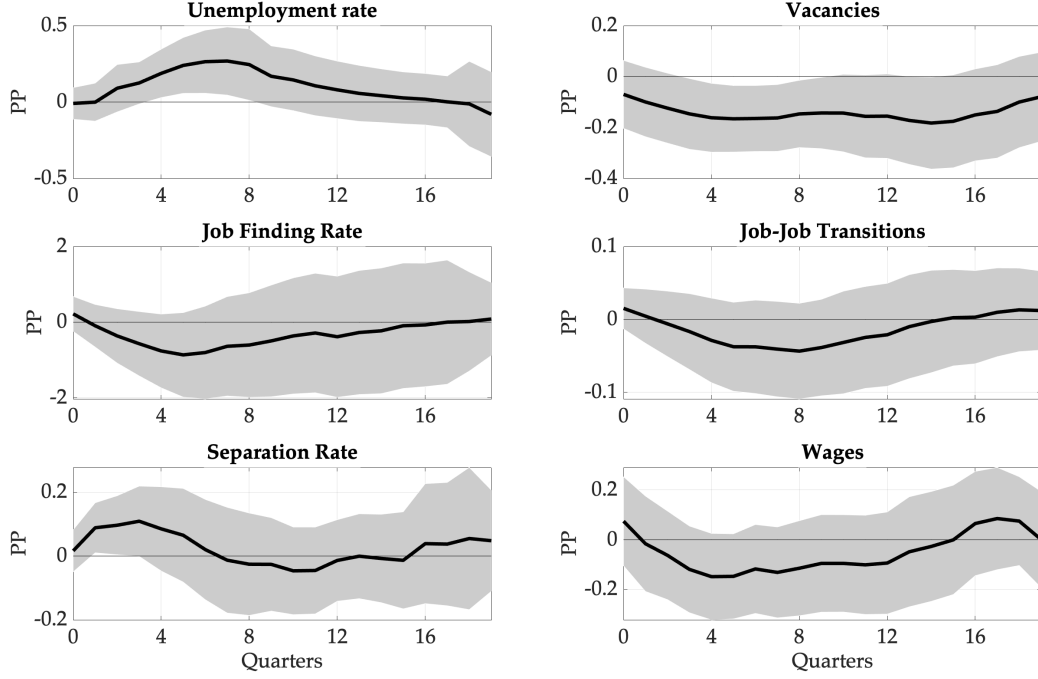 Unemployment rate
0.5
0
-0.5
PP
0 4 8 12 16
Vacancies
0.2
0
-0.2
-0.4
PP
0 4 8 12 16
Job Finding Rate
2
0
-2
PP
0 4 8 12 16
Job-Job Transitions
0.1
0
-0.1
PP
0 4 8 12 16
Separation Rate
0.2
0
-0.2
PP
0 4 8 12 16
Quarters
Wages
0.2
0
-0.2
PP
0 4 8 12 16
Quarters